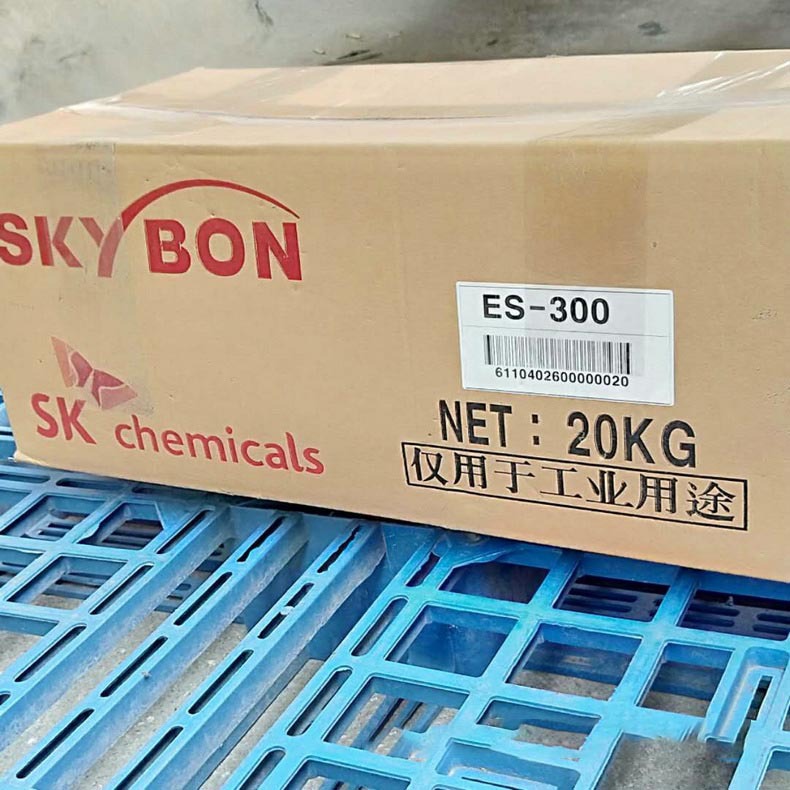 SKYBON
ES-300
6110402600000020
SK chemicals
NET : 20KG
仅用于工业用途